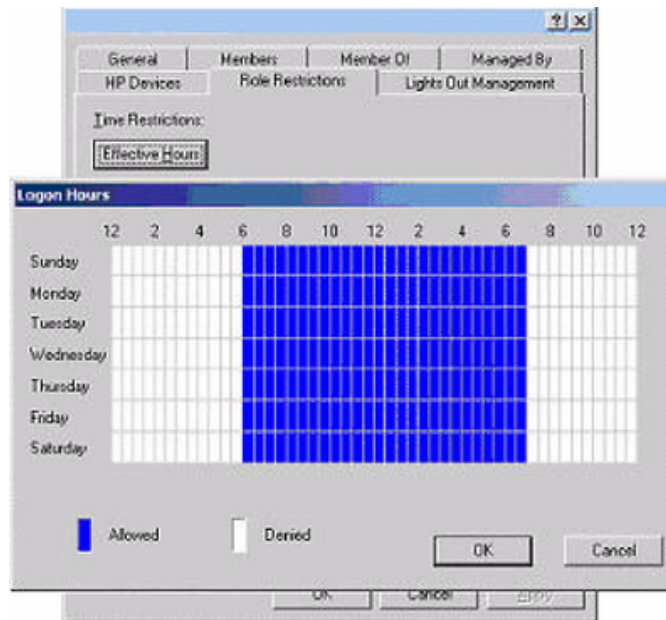 General Members Member Of Managed By
HP Devices Role Restrictions Lights Out Management
Time Restrictions:
Effective Hours
Logon Hours
12 2 4 6 8 10 12 2 4 6 8 10 12
Sunday
Monday
Tuesday
Wednesday
Thursday
Friday
Saturday
Allowed Denied
OK Cancel
OK Cancel Apply